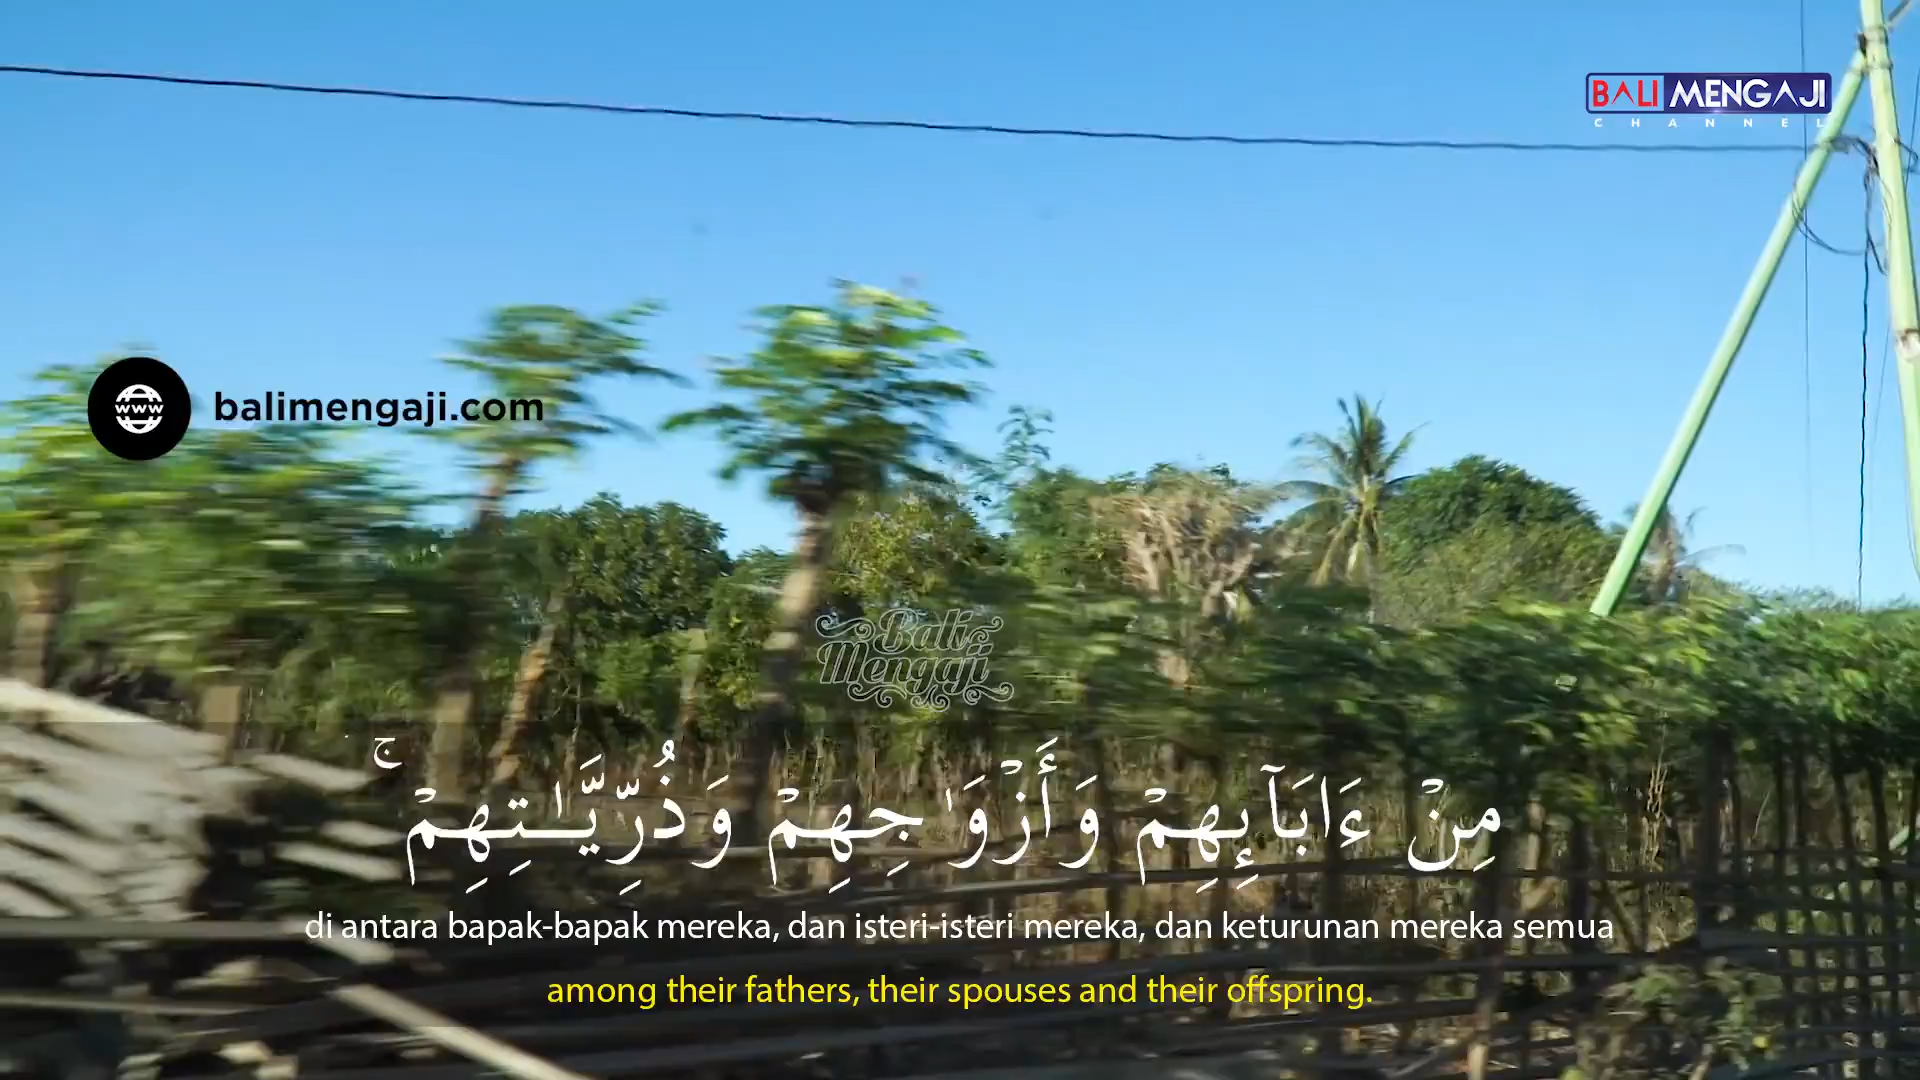 BALI MENGAJI
CHANNEL
www
balimengaji.com
Bali
Mengaji
مِنْ ءَابَآئِهِمْ وَأَزْوَٰجِهِمْ وَذُرِّيَّـٰتِهِمْ ۚ
di antara bapak-bapak mereka, dan isteri-isteri mereka, dan keturunan mereka semua
among their fathers, their spouses and their offspring.